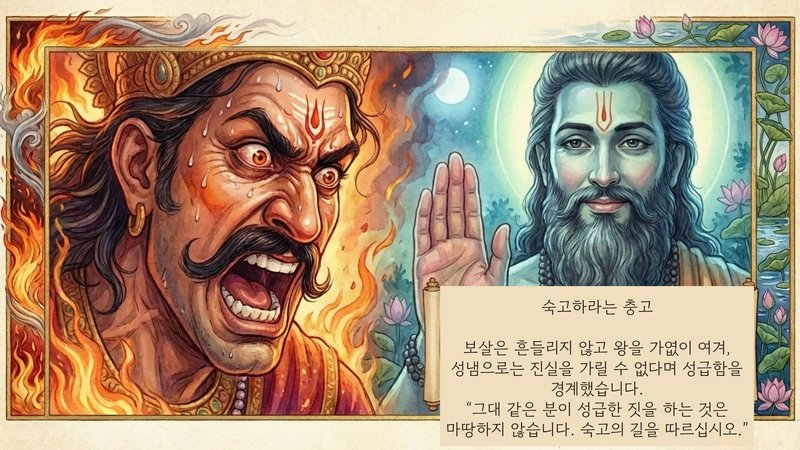 숙고하라는 충고
보살은 흔들리지 않고 왕을 가엾이 여겨,
성냄으로는 진실을 가릴 수 없다며 성급함을
경계했습니다.
“그대 같은 분이 성급한 짓을 하는 것은
마땅하지 않습니다. 숙고의 길을 따르십시오.”